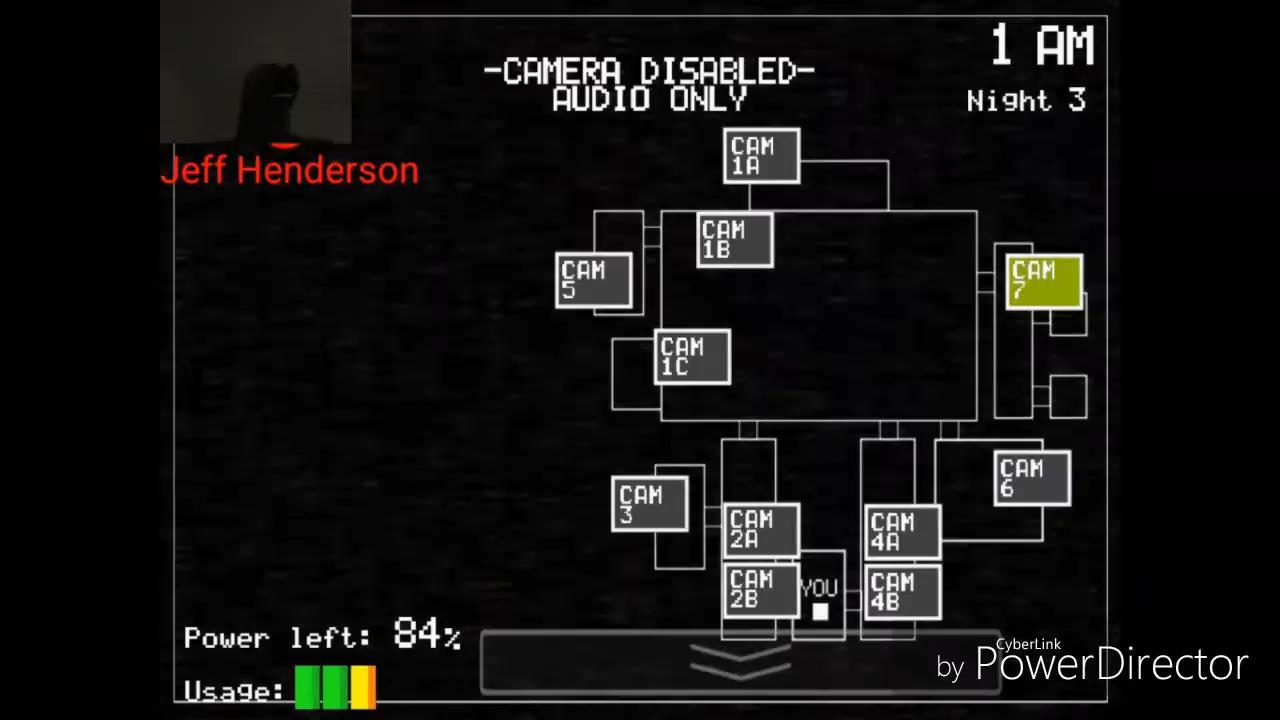 -CAMERA DISABLED-
AUDIO ONLY
1 AM
Night 3
Jeff Henderson
CAM
1A
CAM
1B
CAM
5
CAM
7
CAM
1C
CAM
3
CAM
6
CAM
2A
CAM
4A
CAM
2B
YOU
CAM
4B
Power left: 84%
Usage:
CyberLink
by PowerDirector